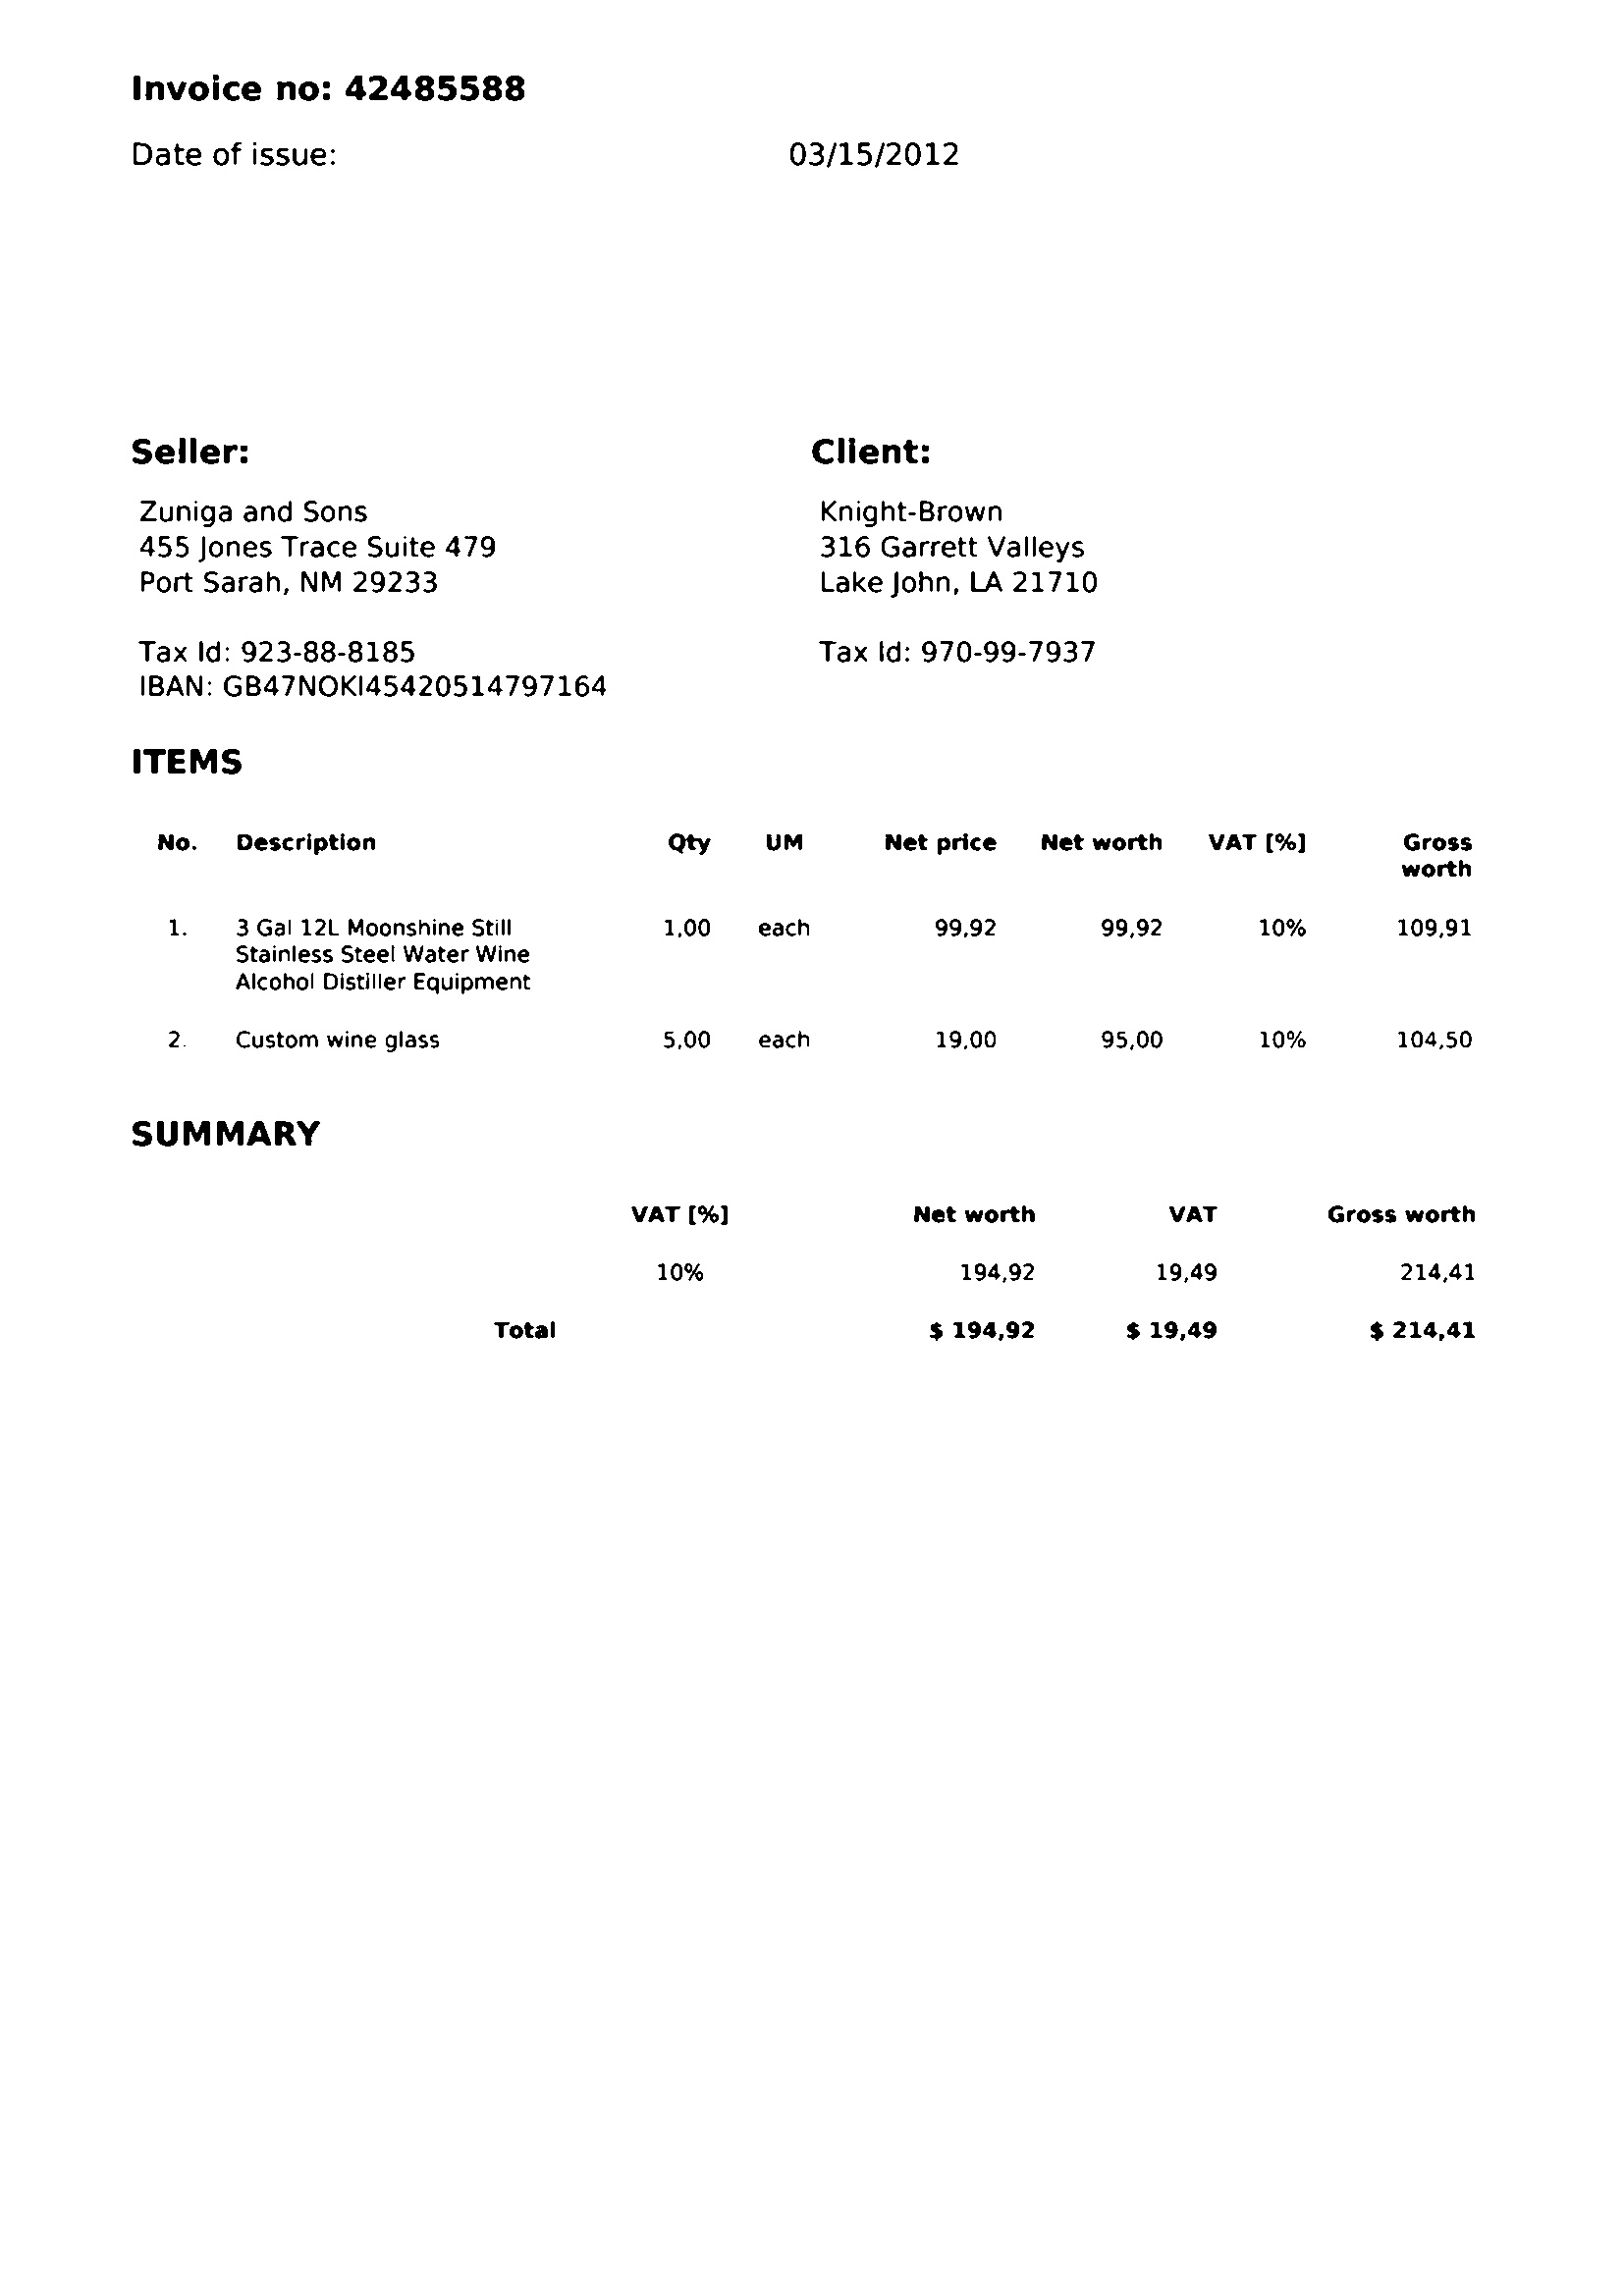 Invoice no: 42485588
Date of issue: 03/15/2012
Seller: Client:
Zuniga and Sons Knight-Brown
455 Jones Trace Suite 479 316 Garrett Valleys
Port Sarah, NM 29233 Lake John, LA 21710
Tax Id: 923-88-8185 Tax Id: 970-99-7937
IBAN: GB47NOKI45420514797164
ITEMS
No. Description Qty UM Net price Net worth VAT [%] Gross
worth
1. 3 Gal 12L Moonshine Still 1,00 each 99,92 99,92 10% 109,91
Stainless Steel Water Wine
Alcohol Distiller Equipment
2. Custom wine glass 5,00 each 19,00 95,00 10% 104,50
SUMMARY
VAT [%] Net worth VAT Gross worth
10% 194,92 19,49 214,41
Total $ 194,92 $ 19,49 $ 214,41